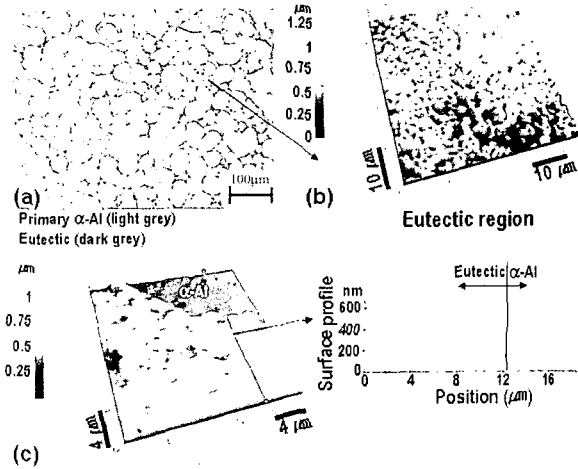 μm
1.25
1
0.75
0.5
0.25
0
(a)
100μm
Primary α-Al (light grey)
Eutectic (dark grey)
10 μm
10 μm
(b)
Eutectic region
μm
1
0.75
0.5
0.25
α-Al
4 μm
4 μm
(c)
Eutectic α-Al
nm
600
400
200
0
Surface profile
0 4 8 12 16
Position (μm)